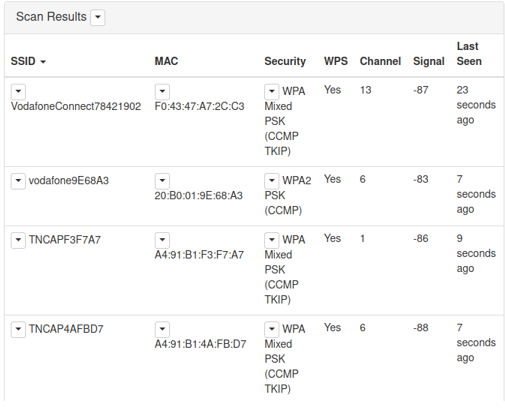 Scan Results
SSID MAC Security WPS Channel Signal Last Seen
VodafoneConnect78421902 F0:43:47:A7:2C:C3 WPA Mixed PSK (CCMP TKIP) Yes 13 -87 23 seconds ago
vodafone9E68A3 20:B0:01:9E:68:A3 WPA2 PSK (CCMP) Yes 6 -83 7 seconds ago
TNCAPF3F7A7 A4:91:B1:F3:F7:A7 WPA Mixed PSK (CCMP TKIP) Yes 1 -86 9 seconds ago
TNCAP4AFBD7 A4:91:B1:4A:FB:D7 WPA Mixed PSK (CCMP TKIP) Yes 6 -88 7 seconds ago